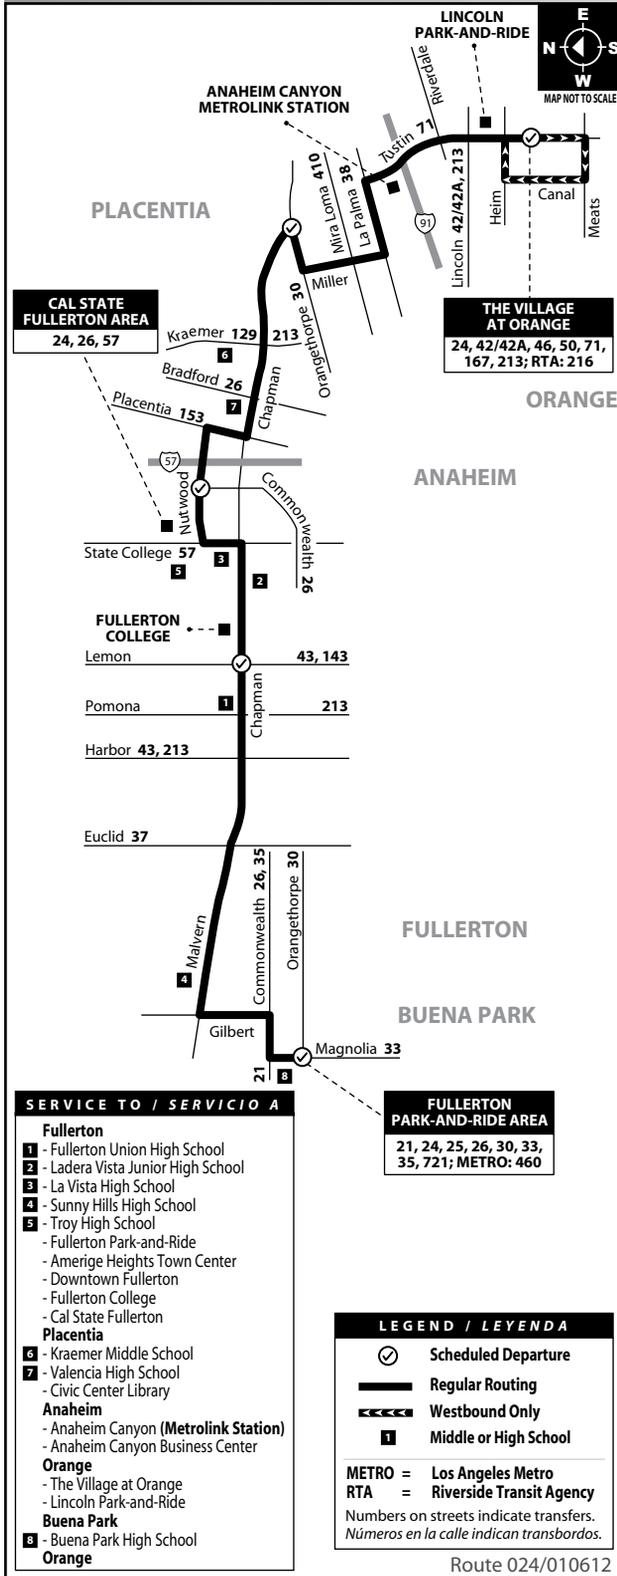 LINCOLN
PARK-AND-RIDE
E
N
S
W
MAP NOT TO SCALE
ANAHEIM CANYON
METROLINK STATION
Riverdale
Tustin 71
PLACENTIA
Mira Loma 410
La Palma 38
91
Lincoln 42/42A, 213
Heim
Canal
Meats
Miller
Orangethorpe 30
CAL STATE
FULLERTON AREA
24, 26, 57
THE VILLAGE
AT ORANGE
24, 42/42A, 46, 50, 71,
167, 213; RTA: 216
Kraemer 129 213
6
Bradford 26
7
Chapman
Placentia 153
ORANGE
ANAHEIM
57
Nutwood
Commonwealth 26
State College 57
3
5
2
FULLERTON
COLLEGE
Lemon 43, 143
1
Chapman
Pomona 213
Harbor 43, 213
Euclid 37
Commonwealth 26, 35
Orangethorpe 30
Malvern
4
FULLERTON
BUENA PARK
Gilbert
21
8
Magnolia 33
FULLERTON
PARK-AND-RIDE AREA
21, 24, 25, 26, 30, 33,
35, 721; METRO: 460
SERVICE TO / SERVICIO A
Fullerton
1 - Fullerton Union High School
2 - Ladera Vista Junior High School
3 - La Vista High School
4 - Sunny Hills High School
5 - Troy High School
- Fullerton Park-and-Ride
- Amerige Heights Town Center
- Downtown Fullerton
- Fullerton College
- Cal State Fullerton
Placentia
6 - Kraemer Middle School
7 - Valencia High School
- Civic Center Library
Anaheim
- Anaheim Canyon (Metrolink Station)
- Anaheim Canyon Business Center
Orange
- The Village at Orange
- Lincoln Park-and-Ride
Buena Park
8 - Buena Park High School
Orange
LEGEND / LEYENDA
Scheduled Departure
Regular Routing
Westbound Only
1 Middle or High School
METRO = Los Angeles Metro
RTA = Riverside Transit Agency
Numbers on streets indicate transfers.
Números en la calle indican transbordos.
Route 024/010612